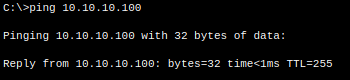 C:\>ping 10.10.10.100
Pinging 10.10.10.100 with 32 bytes of data:
Reply from 10.10.10.100: bytes=32 time<1ms TTL=255